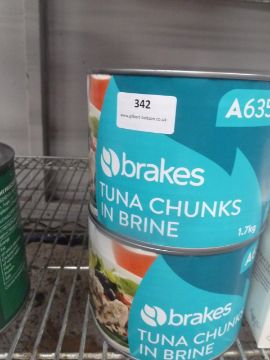 342
www.gilbert-baitson.co.uk
A635
brakes
TUNA CHUNKS
IN BRINE
1.7kg
brakes
TUNA CHUNKS
IN BRINE